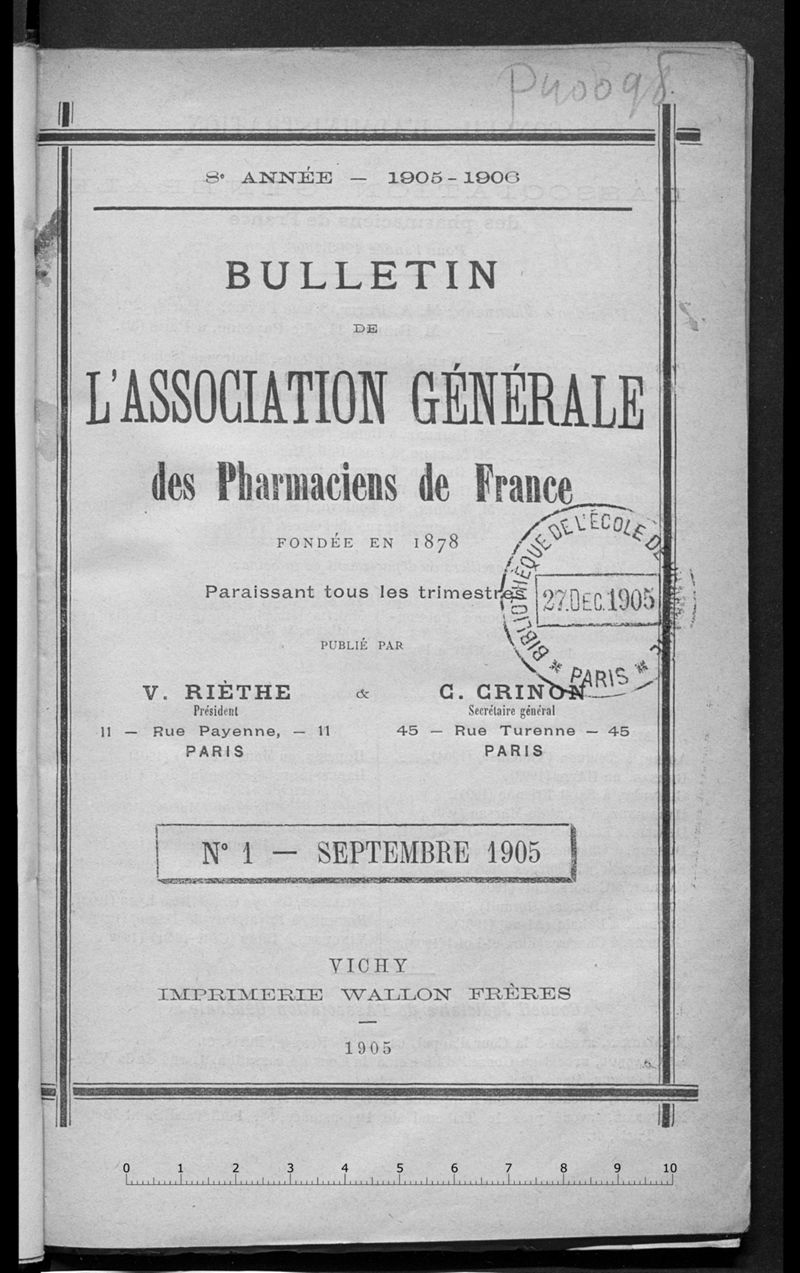 P40098
8e ANNÉE — 1905-1906
BULLETIN
DE
L'ASSOCIATION GÉNÉRALE
des Pharmaciens de France
FONDÉE EN 1878
Paraissant tous les trimestres
BIBLIOTHÈQUE DE L'ÉCOLE DE
27.DEC.1905
* PARIS *
PUBLIÉ PAR
V. RIÈTHE & C. CRINON
Président Secrétaire général
11 — Rue Payenne, — 11 45 — Rue Turenne — 45
PARIS PARIS
N° 1 — SEPTEMBRE 1905
VICHY
IMPRIMERIE WALLON FRÈRES
1905
0 1 2 3 4 5 6 7 8 9 10